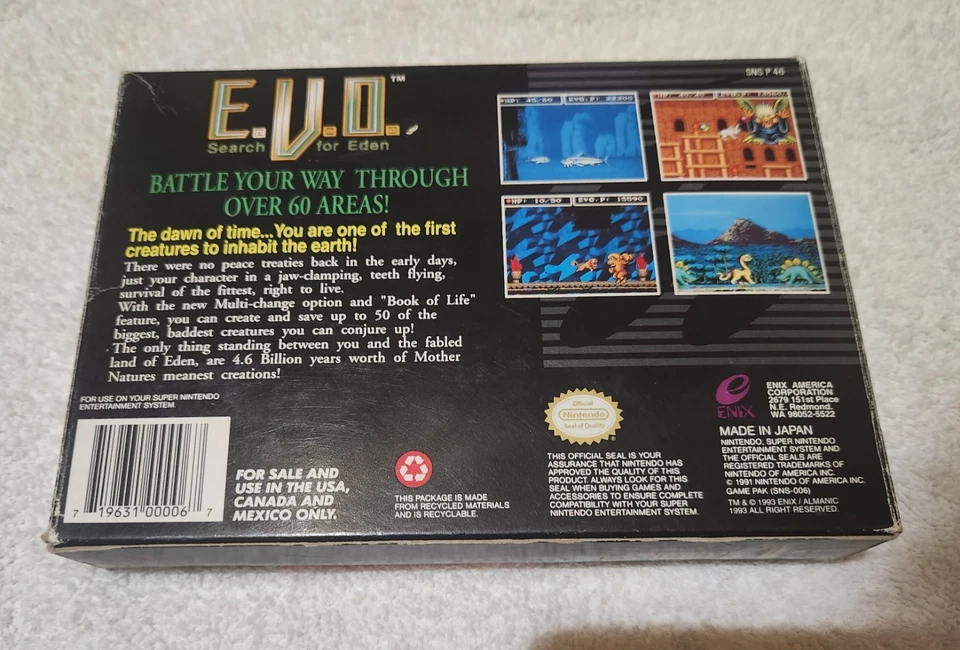 E.V.O.™
Search for Eden
BATTLE YOUR WAY THROUGH
OVER 60 AREAS!
The dawn of time...You are one of the first
creatures to inhabit the earth!
There were no peace treaties back in the early days,
just your character in a jaw-clamping, teeth flying,
survival of the fittest, right to live.
With the new Multi-change option and "Book of Life"
feature, you can create and save up to 50 of the
biggest, baddest creatures you can conjure up!
The only thing standing between you and the fabled
land of Eden, are 4.6 Billion years worth of Mother
Natures meanest creations!
FOR USE ON YOUR SUPER NINTENDO
ENTERTAINMENT SYSTEM.
7 19631 00006 7
FOR SALE AND
USE IN THE USA,
CANADA AND
MEXICO ONLY.
THIS PACKAGE IS MADE
FROM RECYCLED MATERIALS
AND IS RECYCLABLE.
SNS P 46
HP: 10/50 EVO.P: 15590
Official
Nintendo
Seal of Quality
THIS OFFICIAL SEAL IS YOUR
ASSURANCE THAT NINTENDO HAS
APPROVED THE QUALITY OF THIS
PRODUCT. ALWAYS LOOK FOR THIS
SEAL WHEN BUYING GAMES AND
ACCESSORIES TO ENSURE COMPLETE
COMPATIBILITY WITH YOUR SUPER
NINTENDO ENTERTAINMENT SYSTEM.
ENIX
ENIX AMERICA
CORPORATION
2679 151st Place
N.E. Redmond,
WA 98052-5522
MADE IN JAPAN
NINTENDO, SUPER NINTENDO
ENTERTAINMENT SYSTEM AND
THE OFFICIAL SEALS ARE
REGISTERED TRADEMARKS OF
NINTENDO OF AMERICA INC.
© 1991 NINTENDO OF AMERICA INC.
GAME PAK (SNS-006)
TM & © 1993 ENIX / ALMANIC
1993 ALL RIGHT RESERVED.